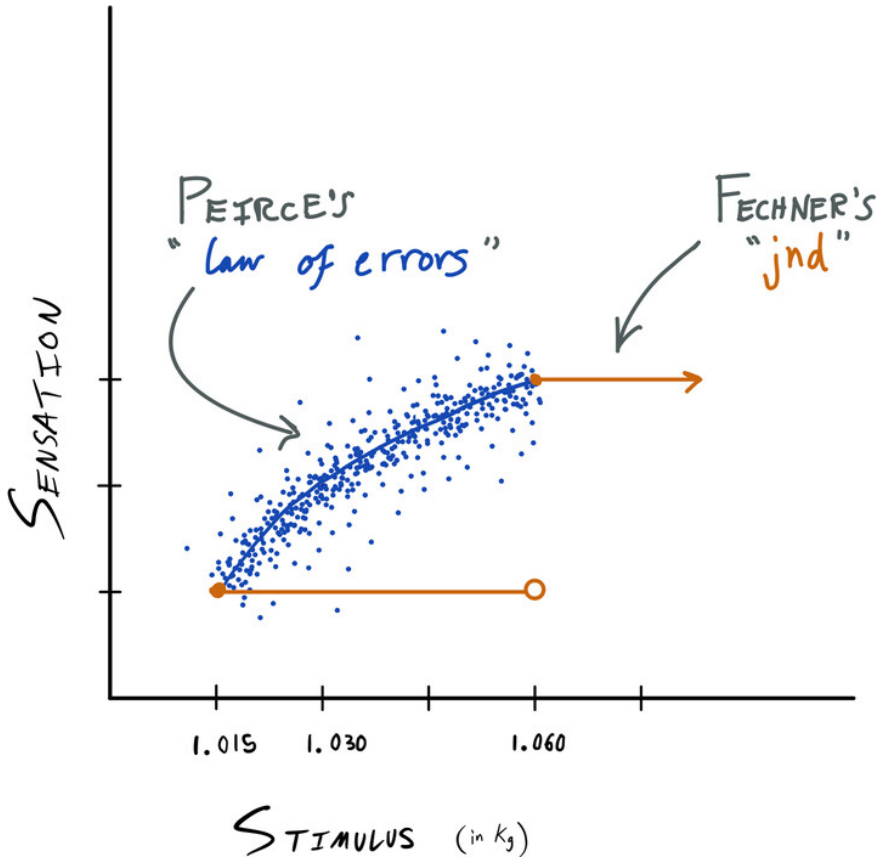 PEIRCE'S
"law of errors"
FECHNER'S
"jnd"
SENSATION
1.015 1.030 1.060
STIMULUS (in Kg)